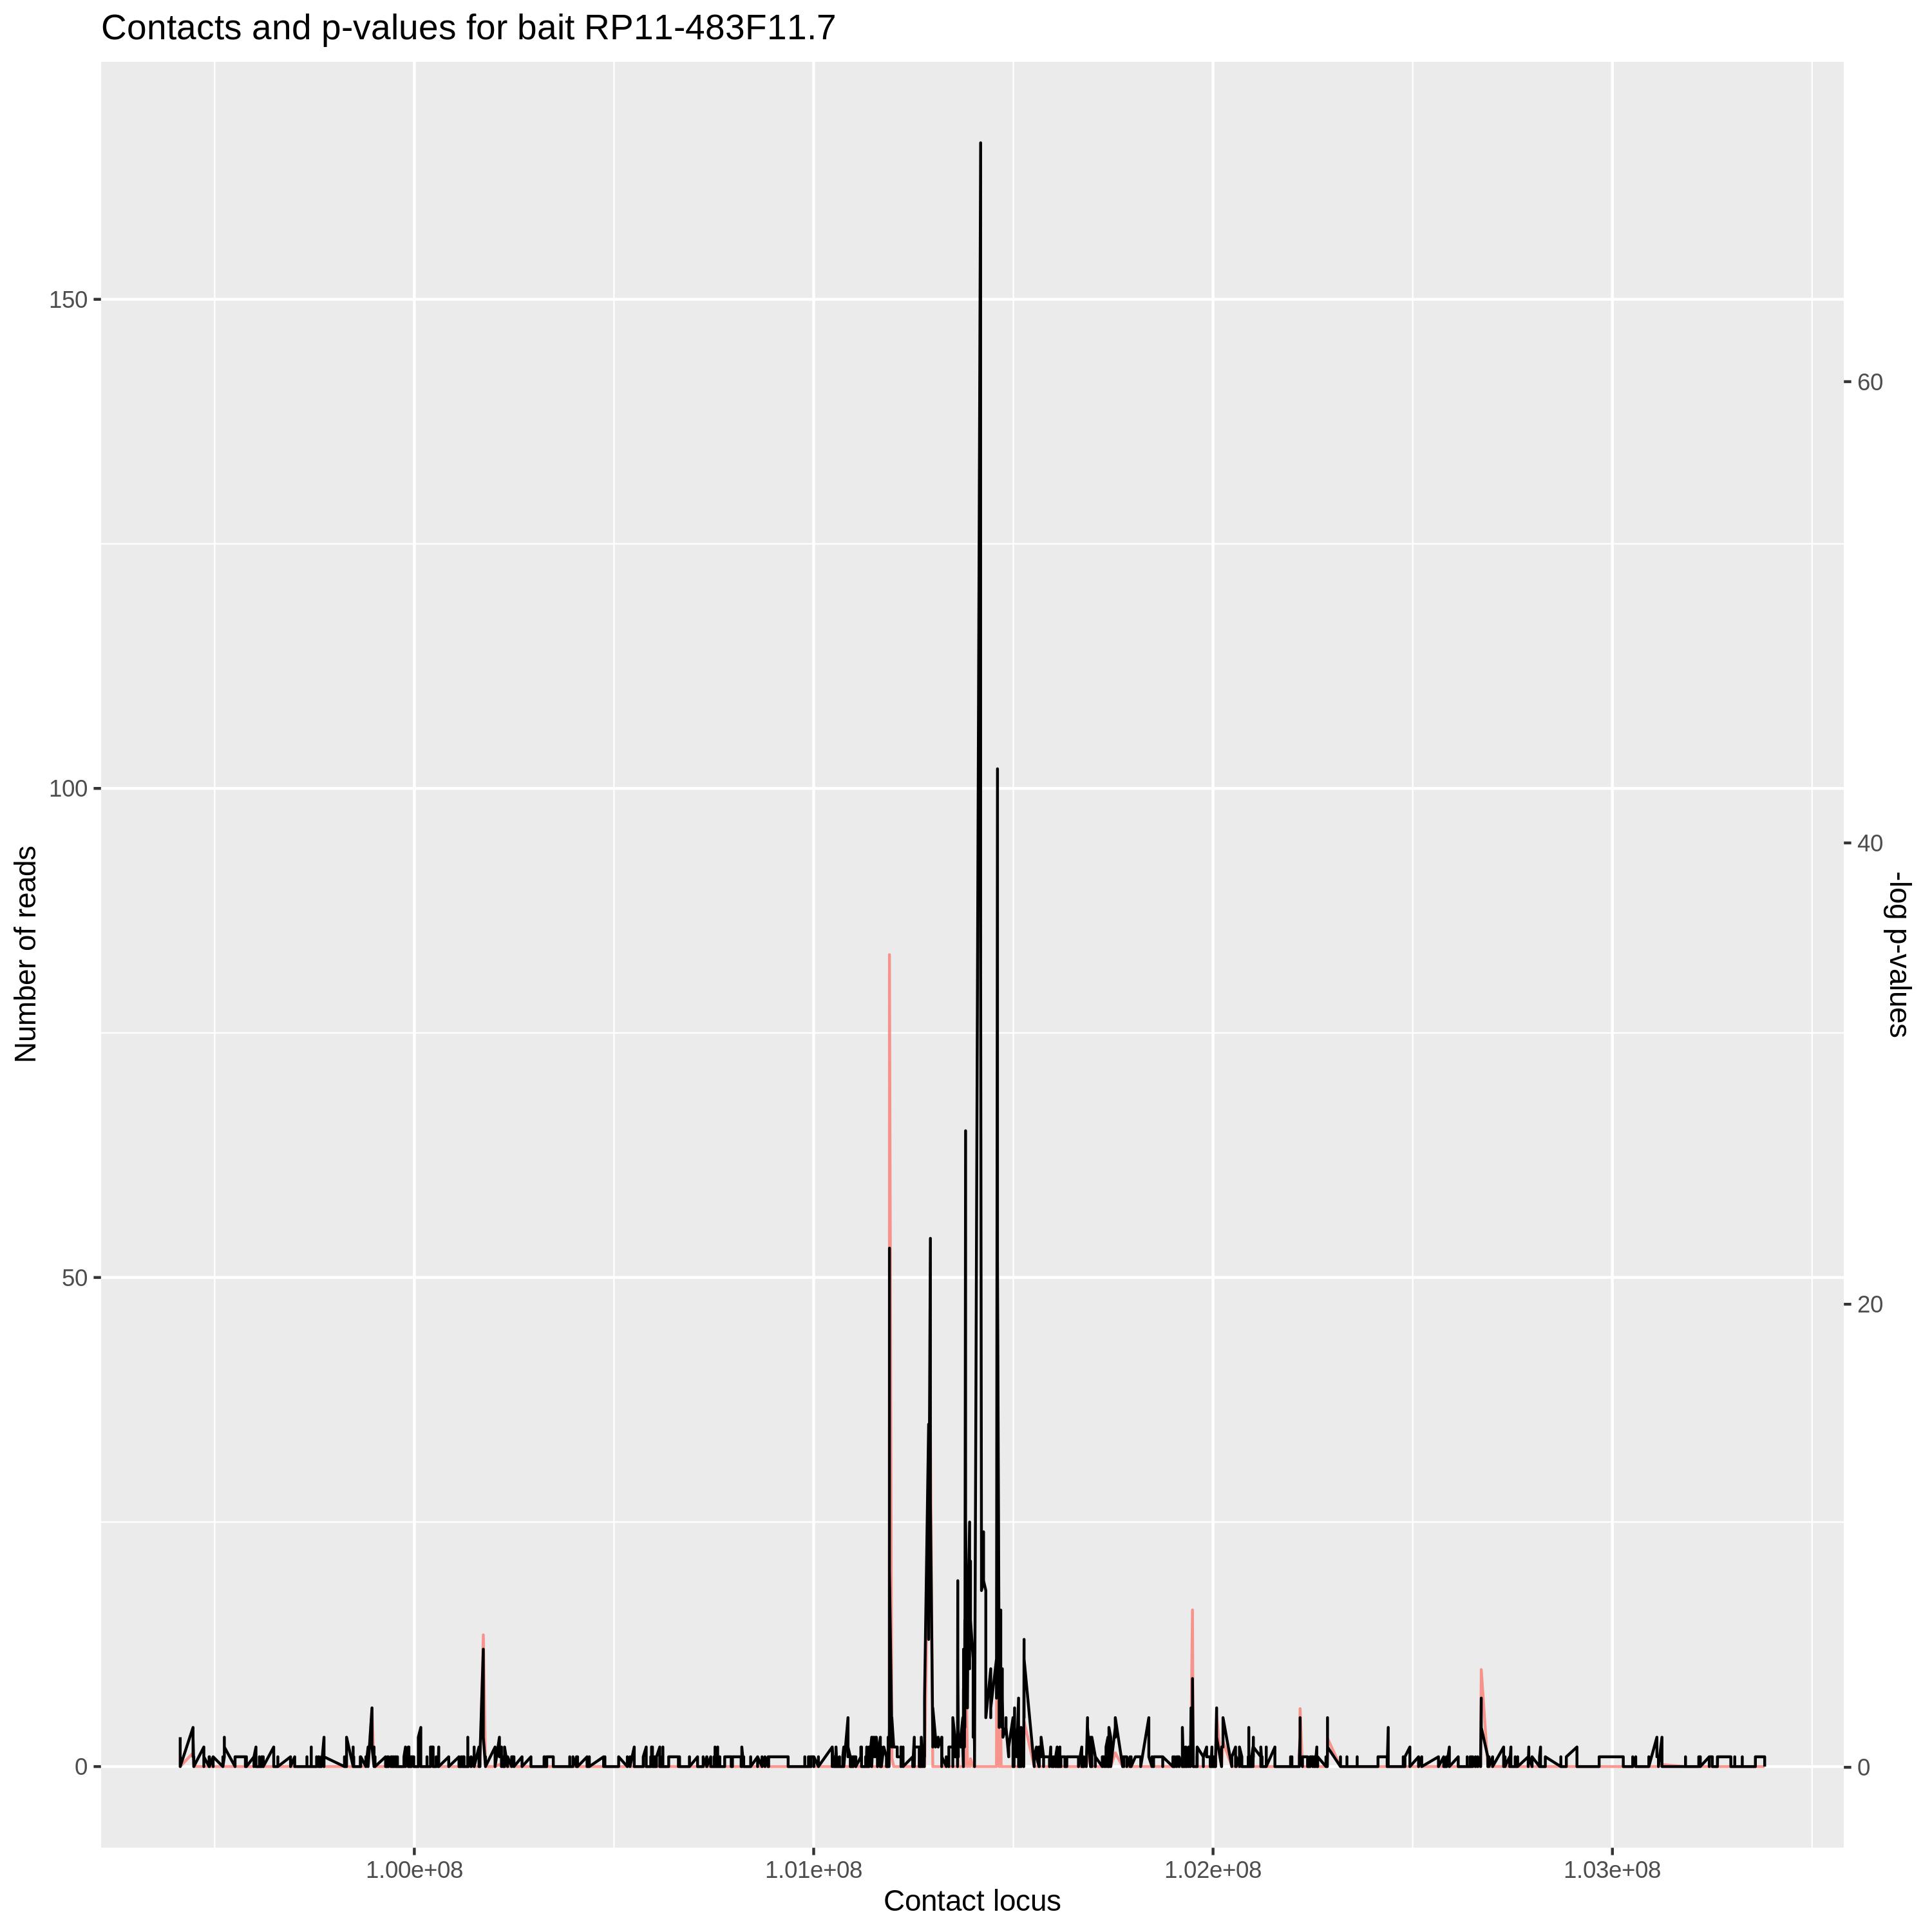 Contacts and p-values for bait RP11-483F11.7
150
100
50
0
Number of reads
60
40
20
0
-log p-values
1.00e+08
1.01e+08
1.02e+08
1.03e+08
Contact locus